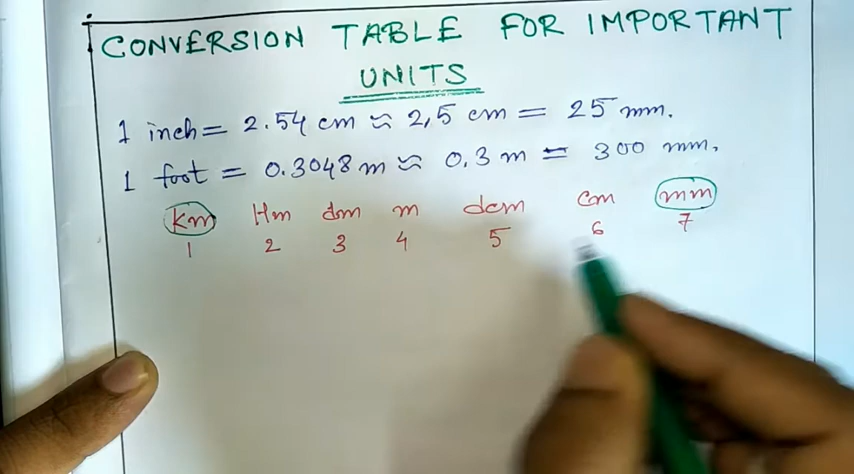 CONVERSION TABLE FOR IMPORTANT
UNITS
1 inch = 2.54 cm ≈ 2,5 cm = 25 mm.
1 foot = 0.3048 m ≈ 0.3 m = 300 mm.
km Hm dm m dcm cm mm
1 2 3 4 5 6 7